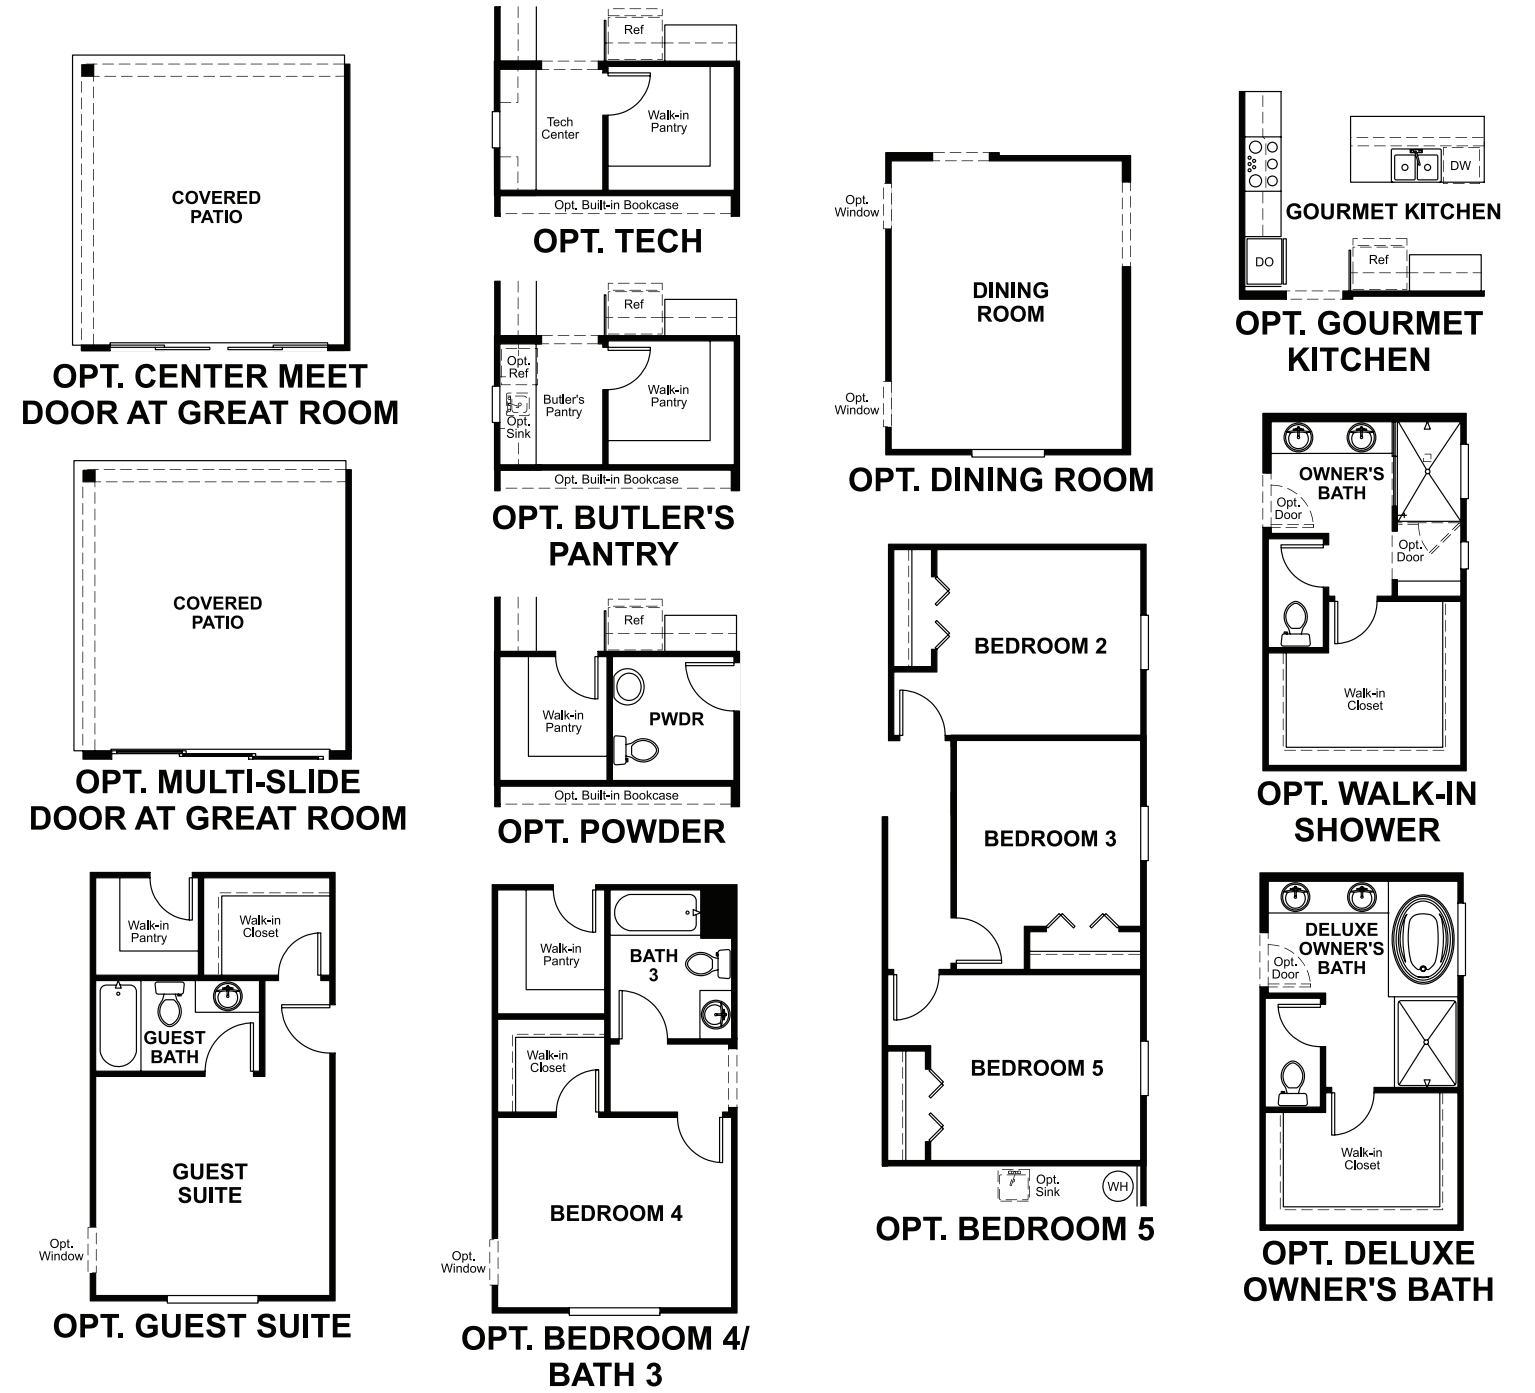 COVERED
PATIO
OPT. CENTER MEET
DOOR AT GREAT ROOM
COVERED
PATIO
OPT. MULTI-SLIDE
DOOR AT GREAT ROOM
Walk-in
Pantry
Walk-in
Closet
GUEST
BATH
GUEST
SUITE
Opt.
Window
OPT. GUEST SUITE
Ref
Tech
Center
Walk-in
Pantry
Opt. Built-in Bookcase
OPT. TECH
Ref
Opt.
Ref
Butler's
Pantry
Opt.
Sink
Walk-in
Pantry
Opt. Built-in Bookcase
OPT. BUTLER'S
PANTRY
Ref
Walk-in
Pantry
PWDR
Opt. Built-in Bookcase
OPT. POWDER
Walk-in
Pantry
BATH
3
Walk-in
Closet
BEDROOM 4
Opt.
Window
OPT. BEDROOM 4/
BATH 3
Opt.
Window
DINING
ROOM
Opt.
Window
OPT. DINING ROOM
BEDROOM 2
BEDROOM 3
BEDROOM 5
Opt.
Sink
WH
OPT. BEDROOM 5
DW
GOURMET KITCHEN
DO
Ref
OPT. GOURMET
KITCHEN
OWNER'S
BATH
Opt.
Door
Opt.
Door
Walk-in
Closet
OPT. WALK-IN
SHOWER
DELUXE
OWNER'S
BATH
Opt.
Door
Walk-in
Closet
OPT. DELUXE
OWNER'S BATH